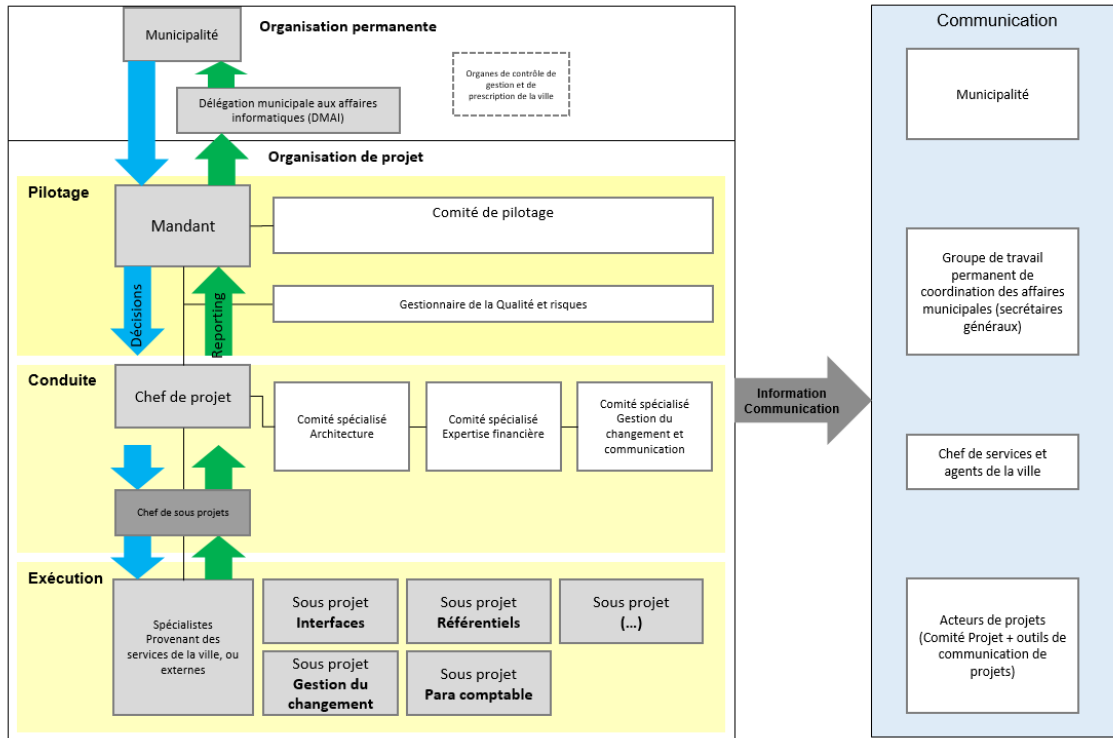 Municipalité
Organisation permanente
Organes de contrôle de
gestion et de
prescription de la ville
Délégation municipale aux affaires
informatiques (DMAI)
Organisation de projet
Pilotage
Mandant
Comité de pilotage
Gestionnaire de la Qualité et risques
Décisions
Reporting
Conduite
Chef de projet
Comité spécialisé
Architecture
Comité spécialisé
Expertise financière
Comité spécialisé
Gestion du
changement et
communication
Chef de sous projets
Exécution
Spécialistes
Provenant des
services de la ville, ou
externes
Sous projet
Interfaces
Sous projet
Référentiels
Sous projet
(...)
Sous projet
Gestion du
changement
Sous projet
Para comptable
Information
Communication
Communication
Municipalité
Groupe de travail
permanent de
coordination des affaires
municipales (secrétaires
généraux)
Chef de services et
agents de la ville
Acteurs de projets
(Comité Projet + outils de
communication de
projets)